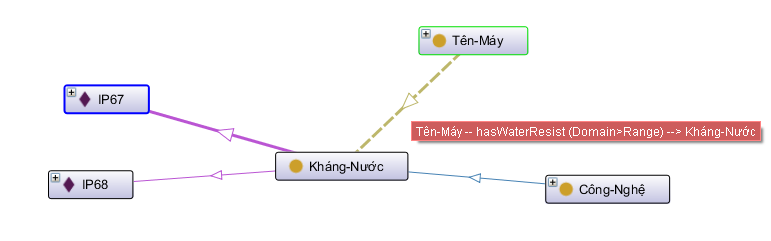 Tên-Máy
IP67
Tên-Máy -- hasWaterResist (Domain>Range) --> Kháng-Nước
Kháng-Nước
IP68
Công-Nghệ